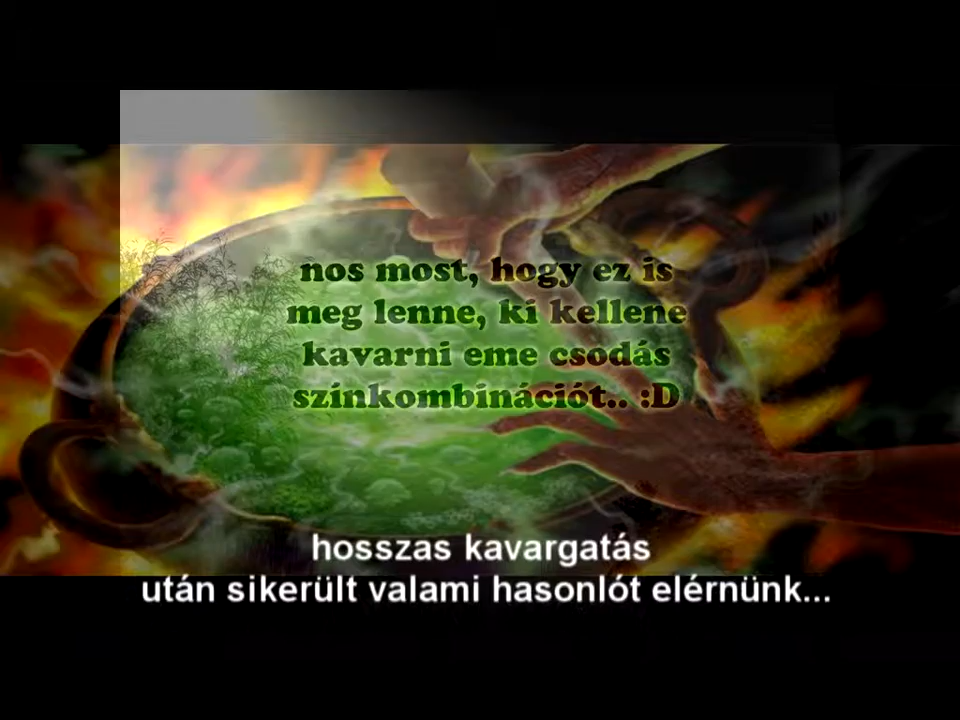 nos most, hogy ez is
meg lenne, ki kellene
kavarni eme csodás
színkombinációt.. :D
hosszas kavargatás
után sikerült valami hasonlót elérnünk...